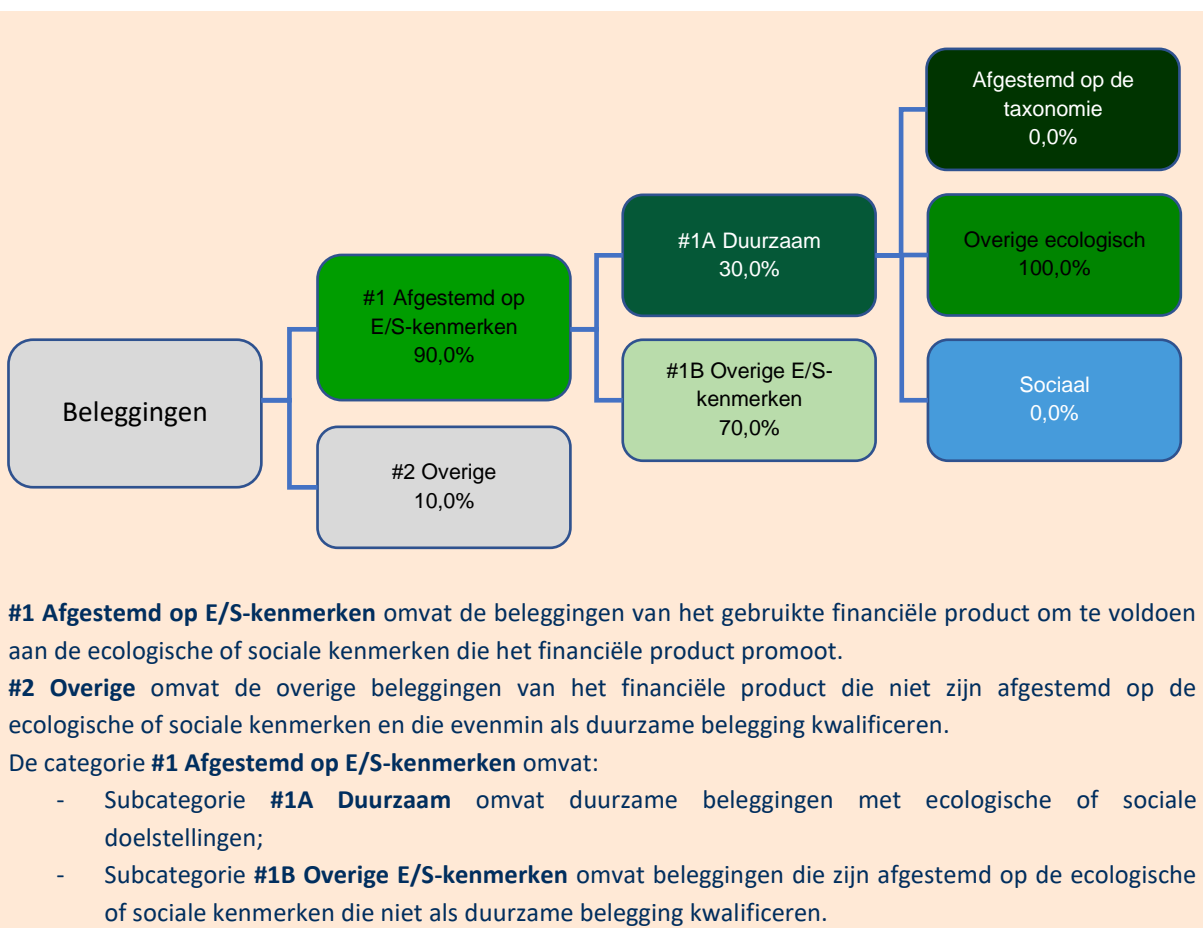 Afgestemd op de
taxonomie
0,0%
#1A Duurzaam
30,0%
Overige ecologisch
100,0%
#1 Afgestemd op
E/S-kenmerken
90,0%
#1B Overige E/S-
kenmerken
70,0%
Sociaal
0,0%
Beleggingen
#2 Overige
10,0%
#1 Afgestemd op E/S-kenmerken omvat de beleggingen van het gebruikte financiële product om te voldoen
aan de ecologische of sociale kenmerken die het financiële product promoot.
#2 Overige omvat de overige beleggingen van het financiële product die niet zijn afgestemd op de
ecologische of sociale kenmerken en die evenmin als duurzame belegging kwalificeren.
De categorie #1 Afgestemd op E/S-kenmerken omvat:
- Subcategorie #1A Duurzaam omvat duurzame beleggingen met ecologische of sociale
doelstellingen;
- Subcategorie #1B Overige E/S-kenmerken omvat beleggingen die zijn afgestemd op de ecologische
of sociale kenmerken die niet als duurzame belegging kwalificeren.